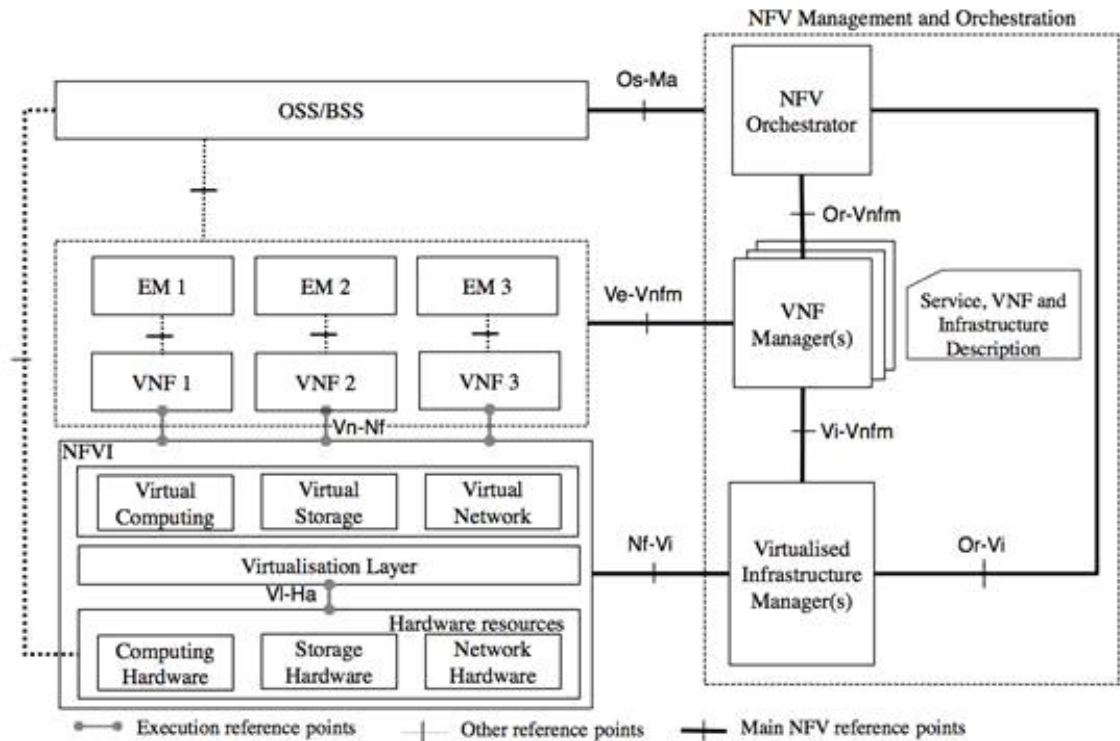 NFV Management and Orchestration
Os-Ma
OSS/BSS
NFV
Orchestrator
Or-Vnfm
EM 1
EM 2
EM 3
Ve-Vnfm
VNF
Manager(s)
Service, VNF and
Infrastructure
Description
VNF 1
VNF 2
VNF 3
Vn-Nf
Vi-Vnfm
NFVI
Virtual
Computing
Virtual
Storage
Virtual
Network
Nf-Vi
Or-Vi
Virtualised
Infrastructure
Manager(s)
Virtualisation Layer
Vl-Ha
Hardware resources
Computing
Hardware
Storage
Hardware
Network
Hardware
Execution reference points
Other reference points
Main NFV reference points